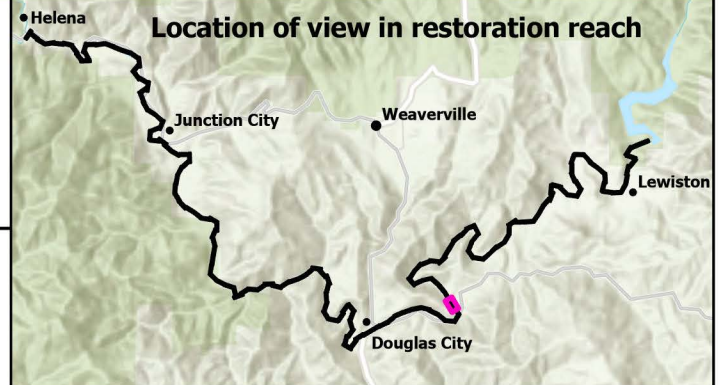 Location of view in restoration reach
Helena
Junction City
Weaverville
Lewiston
Douglas City